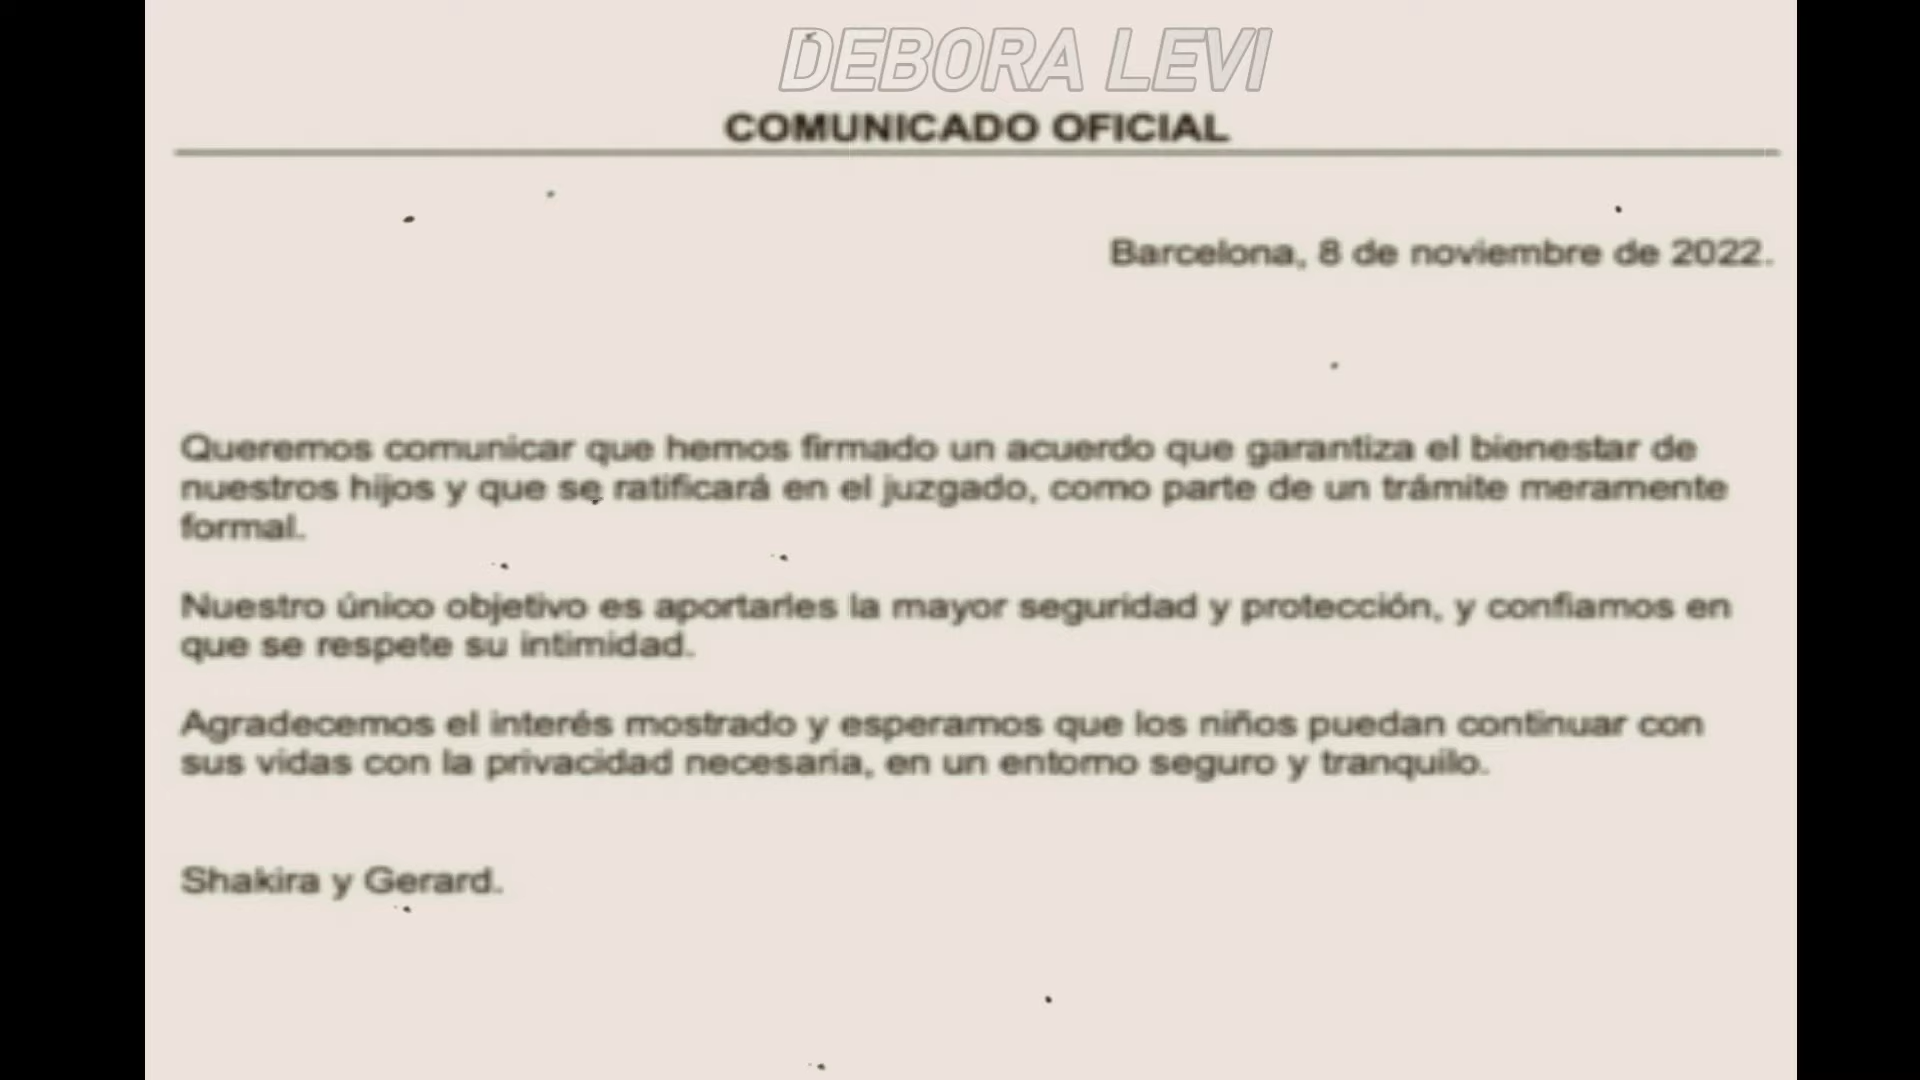 DEBORA LEVI
COMUNICADO OFICIAL
Barcelona, 8 de noviembre de 2022.
Queremos comunicar que hemos firmado un acuerdo que garantiza el bienestar de
nuestros hijos y que se ratificará en el juzgado, como parte de un trámite meramente
formal.
Nuestro único objetivo es aportarles la mayor seguridad y protección, y confiamos en
que se respete su intimidad.
Agradecemos el interés mostrado y esperamos que los niños puedan continuar con
sus vidas con la privacidad necesaria, en un entorno seguro y tranquilo.
Shakira y Gerard.